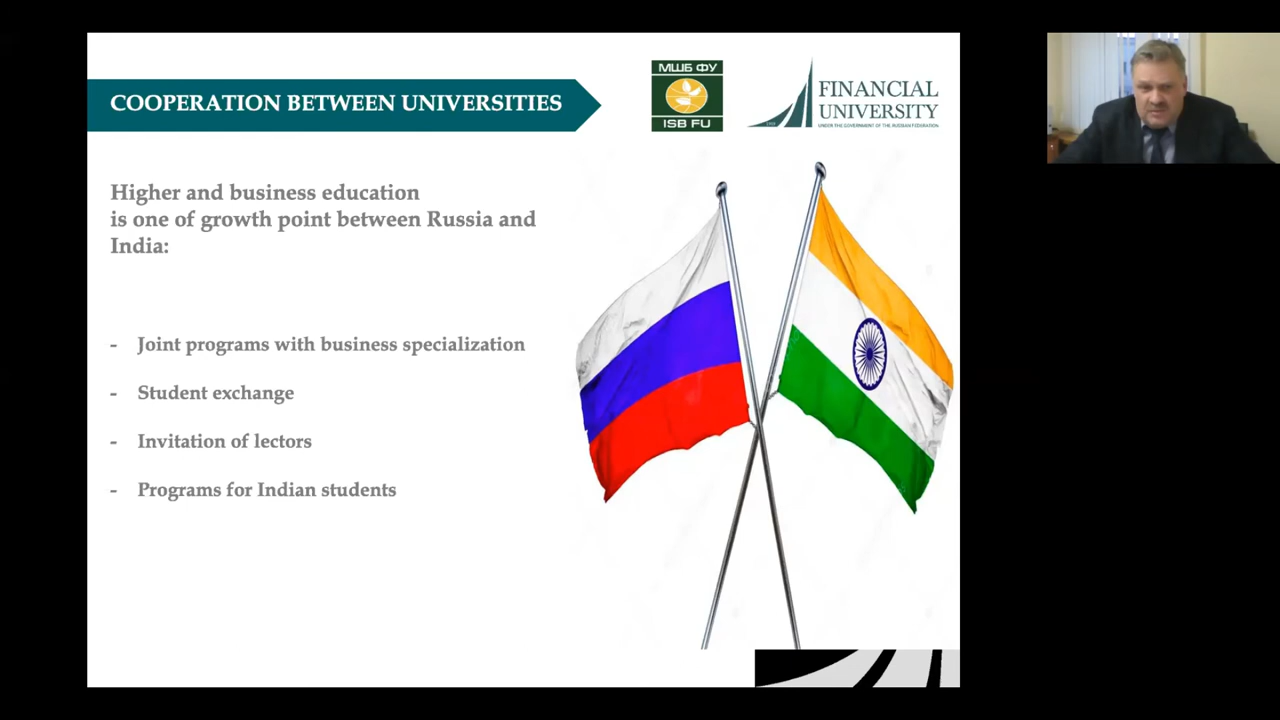 COOPERATION BETWEEN UNIVERSITIES
МШБ ФУ
ISB FU
FINANCIAL
UNIVERSITY
UNDER THE GOVERNMENT OF THE RUSSIAN FEDERATION
Higher and business education
is one of growth point between Russia and
India:
- Joint programs with business specialization
- Student exchange
- Invitation of lectors
- Programs for Indian students